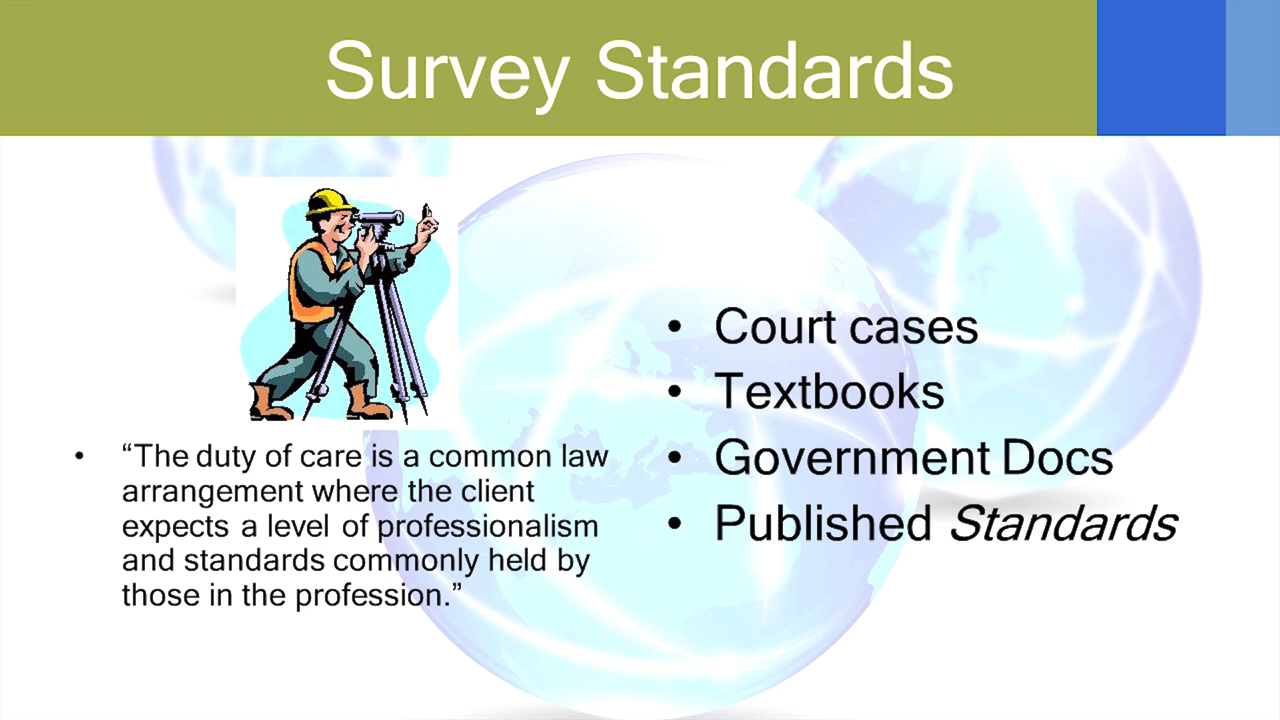 Survey Standards
• “The duty of care is a common law
arrangement where the client
expects a level of professionalism
and standards commonly held by
those in the profession.”
• Court cases
• Textbooks
• Government Docs
• Published Standards